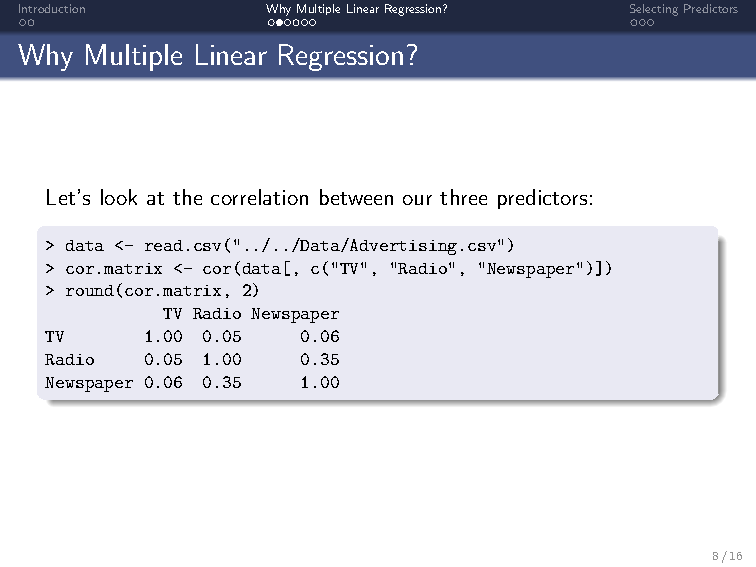 Introduction
Why Multiple Linear Regression?
Selecting Predictors
Why Multiple Linear Regression?
Let's look at the correlation between our three predictors:
> data <- read.csv("../../Data/Advertising.csv")
> cor.matrix <- cor(data[, c("TV", "Radio", "Newspaper")])
> round(cor.matrix, 2)
            TV Radio Newspaper
TV        1.00  0.05      0.06
Radio     0.05  1.00      0.35
Newspaper 0.06  0.35      1.00
8 / 16